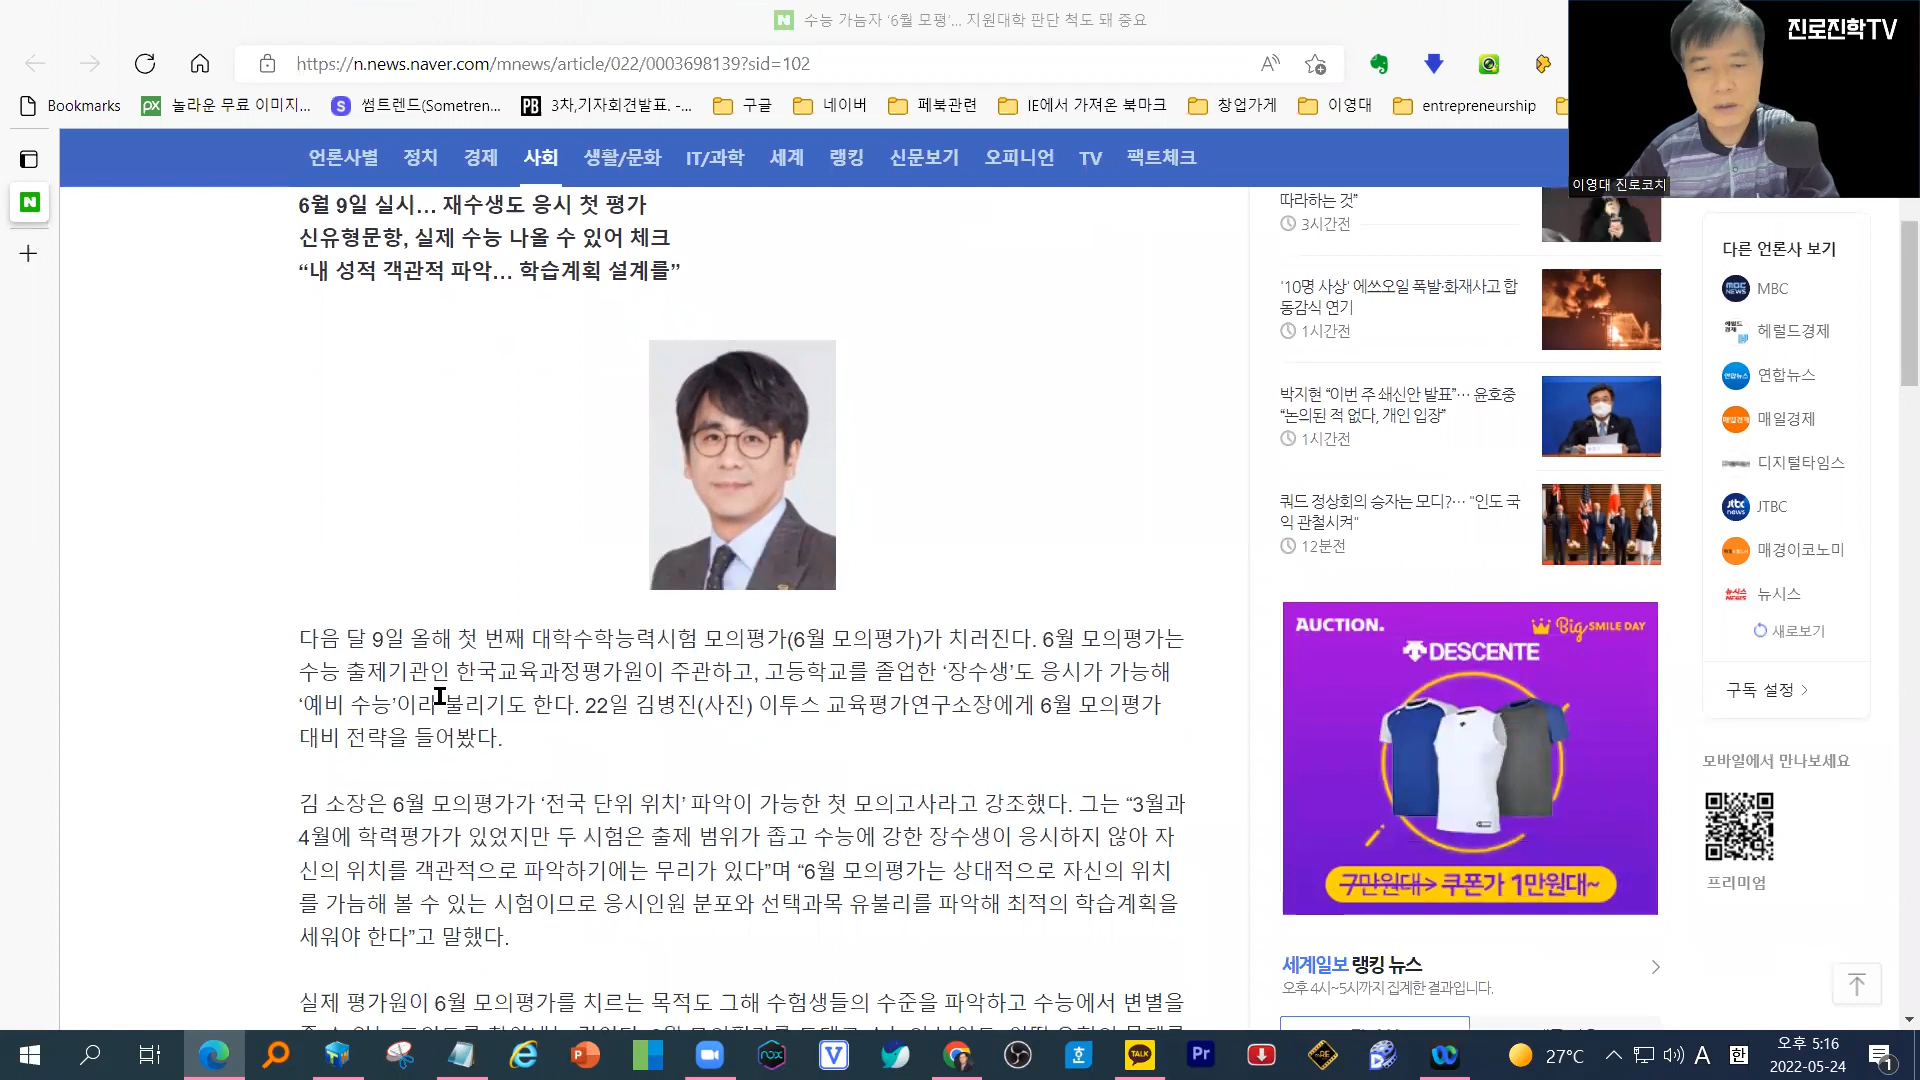 수능 가늠자 ‘6월 모평’... 지원대학 판단 척도 돼 중요
진로진학TV
이영대 진로코치
https://n.news.naver.com/mnews/article/022/0003698139?sid=102
Bookmarks
놀라운 무료 이미지...
썸트렌드(Sometren...
3차,기자회견발표. -...
구글
네이버
페북관련
IE에서 가져온 북마크
창업가게
이영대
entrepreneurship
언론사별 정치 경제 사회 생활/문화 IT/과학 세계 랭킹 신문보기 오피니언 TV 팩트체크
6월 9일 실시… 재수생도 응시 첫 평가
신유형문항, 실제 수능 나올 수 있어 체크
“내 성적 객관적 파악… 학습계획 설계를”
다음 달 9일 올해 첫 번째 대학수학능력시험 모의평가(6월 모의평가)가 치러진다. 6월 모의평가는
수능 출제기관인 한국교육과정평가원이 주관하고, 고등학교를 졸업한 ‘장수생’도 응시가 가능해
‘예비 수능’이라 불리기도 한다. 22일 김병진(사진) 이투스 교육평가연구소장에게 6월 모의평가
대비 전략을 들어봤다.
김 소장은 6월 모의평가가 ‘전국 단위 위치’ 파악이 가능한 첫 모의고사라고 강조했다. 그는 “3월과
4월에 학력평가가 있었지만 두 시험은 출제 범위가 좁고 수능에 강한 장수생이 응시하지 않아 자
신의 위치를 객관적으로 파악하기에는 무리가 있다”며 “6월 모의평가는 상대적으로 자신의 위치
를 가늠해 볼 수 있는 시험이므로 응시인원 분포와 선택과목 유불리를 파악해 최적의 학습계획을
세워야 한다”고 말했다.
실제 평가원이 6월 모의평가를 치르는 목적도 그해 수험생들의 수준을 파악하고 수능에서 변별을
따라하는 것”
3시간전
'10명 사상' 에쓰오일 폭발·화재사고 합
동감식 연기
1시간전
박지현 “이번 주 쇄신안 발표”… 윤호중
“논의된 적 없다, 개인 입장”
1시간전
쿼드 정상회의 승자는 모디?… "인도 국
익 관철시켜"
12분전
AUCTION.
Big SMILE DAY
DESCENTE
7만원대> 쿠폰가 1만원대~
세계일보 랭킹 뉴스
오후 4시~5시까지 집계한 결과입니다.
다른 언론사 보기
MBC
헤럴드경제
연합뉴스
매일경제
디지털타임스
JTBC
매경이코노미
뉴시스
새로보기
구독 설정
모바일에서 만나보세요
프리미엄
27°C
A
한
오후 5:16
2022-05-24
1